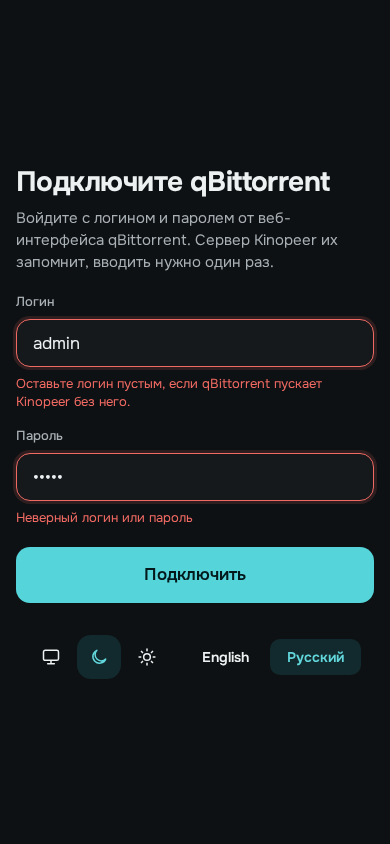 Подключите qBittorrent
Войдите с логином и паролем от веб-
интерфейса qBittorrent. Сервер Kinopeer их
запомнит, вводить нужно один раз.
Логин
admin
Оставьте логин пустым, если qBittorrent пускает
Kinopeer без него.
Пароль
•••••
Неверный логин или пароль
Подключить
English
Русский